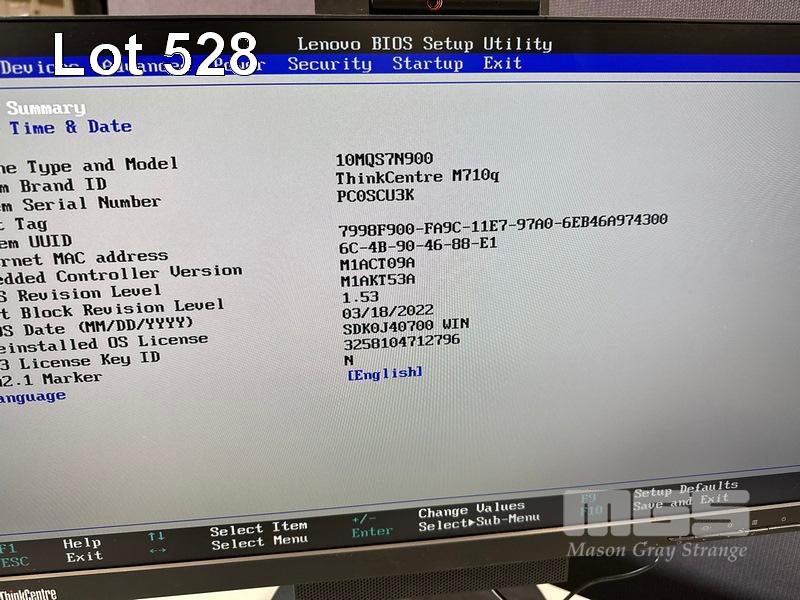 Lot 528
Lenovo BIOS Setup Utility
Devices Advanced Power Security Startup Exit
Summary
Time & Date
ne Type and Model 10MQS7N900
m Brand ID ThinkCentre M710q
m Serial Number PC0SCU3K
t Tag
em UUID 7998F900-FA9C-11E7-97A0-6EB46A974300
rnet MAC address 6C-4B-90-46-88-E1
edded Controller Version M1ACT09A
S Revision Level M1AKT53A
t Block Revision Level 1.53
OS Date (MM/DD/YYYY) 03/18/2022
einstalled OS License SDK0J40700 WIN
3 License Key ID 3258104712796
2.1 Marker N
anguage [English]
F1 Help ↑↓ Select Item +/- Change Values F9 Setup Defaults
ESC Exit ←→ Select Menu Enter Select▶Sub-Menu F10 Save and Exit
MGS
Mason Gray Strange
ThinkCentre